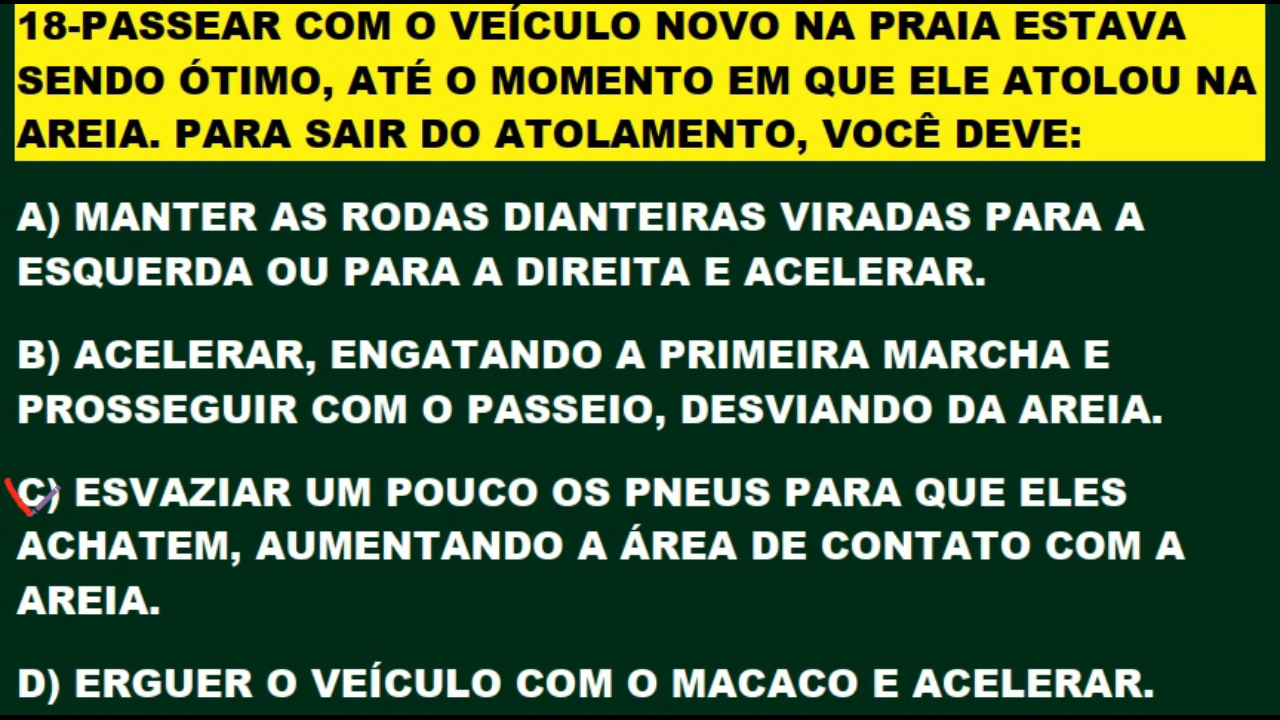 18-PASSEAR COM O VEÍCULO NOVO NA PRAIA ESTAVA
SENDO ÓTIMO, ATÉ O MOMENTO EM QUE ELE ATOLOU NA
AREIA. PARA SAIR DO ATOLAMENTO, VOCÊ DEVE:
A) MANTER AS RODAS DIANTEIRAS VIRADAS PARA A
ESQUERDA OU PARA A DIREITA E ACELERAR.
B) ACELERAR, ENGATANDO A PRIMEIRA MARCHA E
PROSSEGUIR COM O PASSEIO, DESVIANDO DA AREIA.
C) ESVAZIAR UM POUCO OS PNEUS PARA QUE ELES
ACHATEM, AUMENTANDO A ÁREA DE CONTATO COM A
AREIA.
D) ERGUER O VEÍCULO COM O MACACO E ACELERAR.